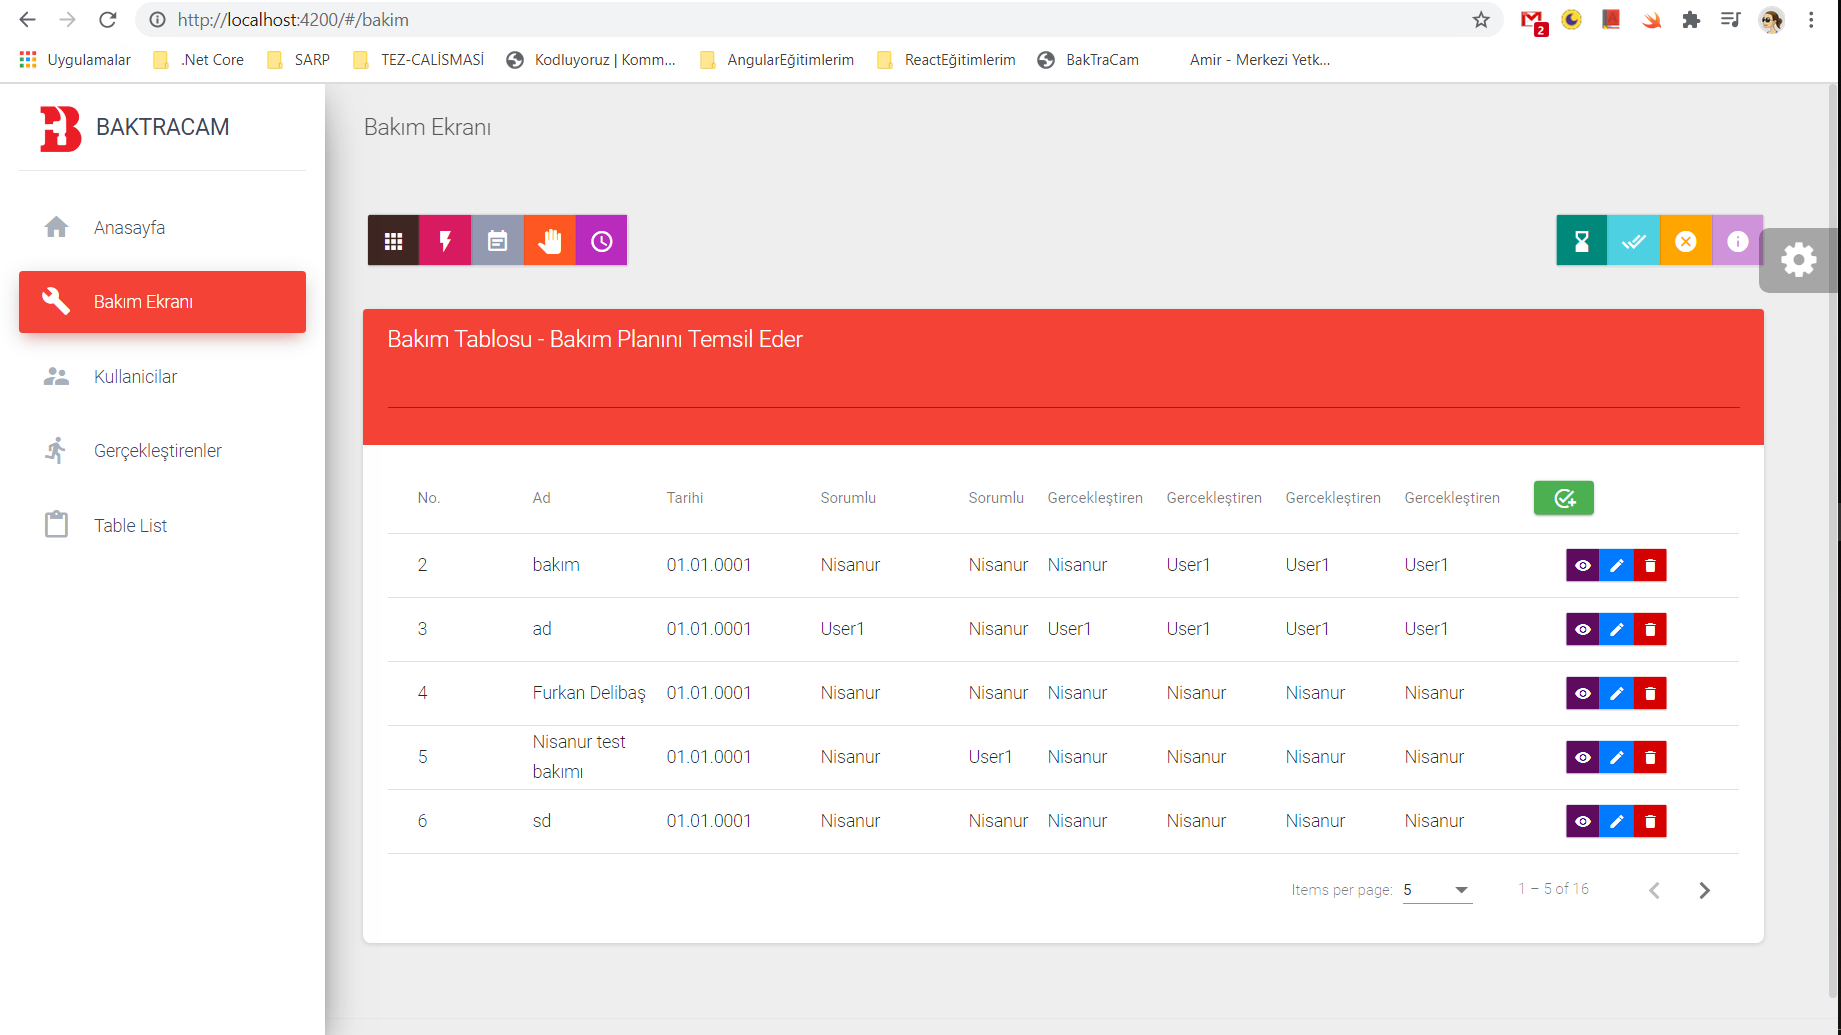 http://localhost:4200/#/bakim
2
Uygulamalar .Net Core SARP TEZ-CALİSMASİ Kodluyoruz | Komm... AngularEğitimlerim ReactEğitimlerim BakTraCam Amir - Merkezi Yetk...
BAKTRACAM
Anasayfa
Bakım Ekranı
Kullanicilar
Gerçekleştirenler
Table List
Bakım Ekranı
Bakım Tablosu - Bakım Planını Temsil Eder
No. Ad Tarihi Sorumlu Sorumlu Gercekleştiren Gercekleştiren Gercekleştiren Gercekleştiren
2 bakım 01.01.0001 Nisanur Nisanur Nisanur User1 User1 User1
3 ad 01.01.0001 User1 Nisanur User1 User1 User1 User1
4 Furkan Delibaş 01.01.0001 Nisanur Nisanur Nisanur Nisanur Nisanur Nisanur
5 Nisanur test bakımı 01.01.0001 Nisanur User1 Nisanur Nisanur Nisanur Nisanur
6 sd 01.01.0001 Nisanur Nisanur Nisanur Nisanur Nisanur Nisanur
Items per page: 5 1 – 5 of 16